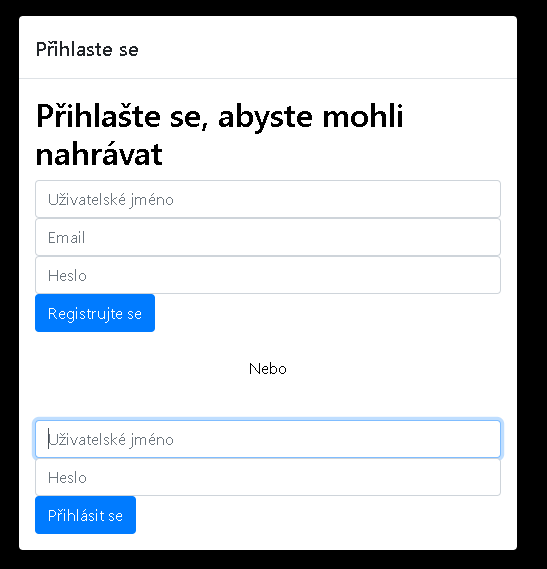 Přihlaste se
Přihlašte se, abyste mohli
nahrávat
Uživatelské jméno
Email
Heslo
Registrujte se
Nebo
Uživatelské jméno
Heslo
Přihlásit se